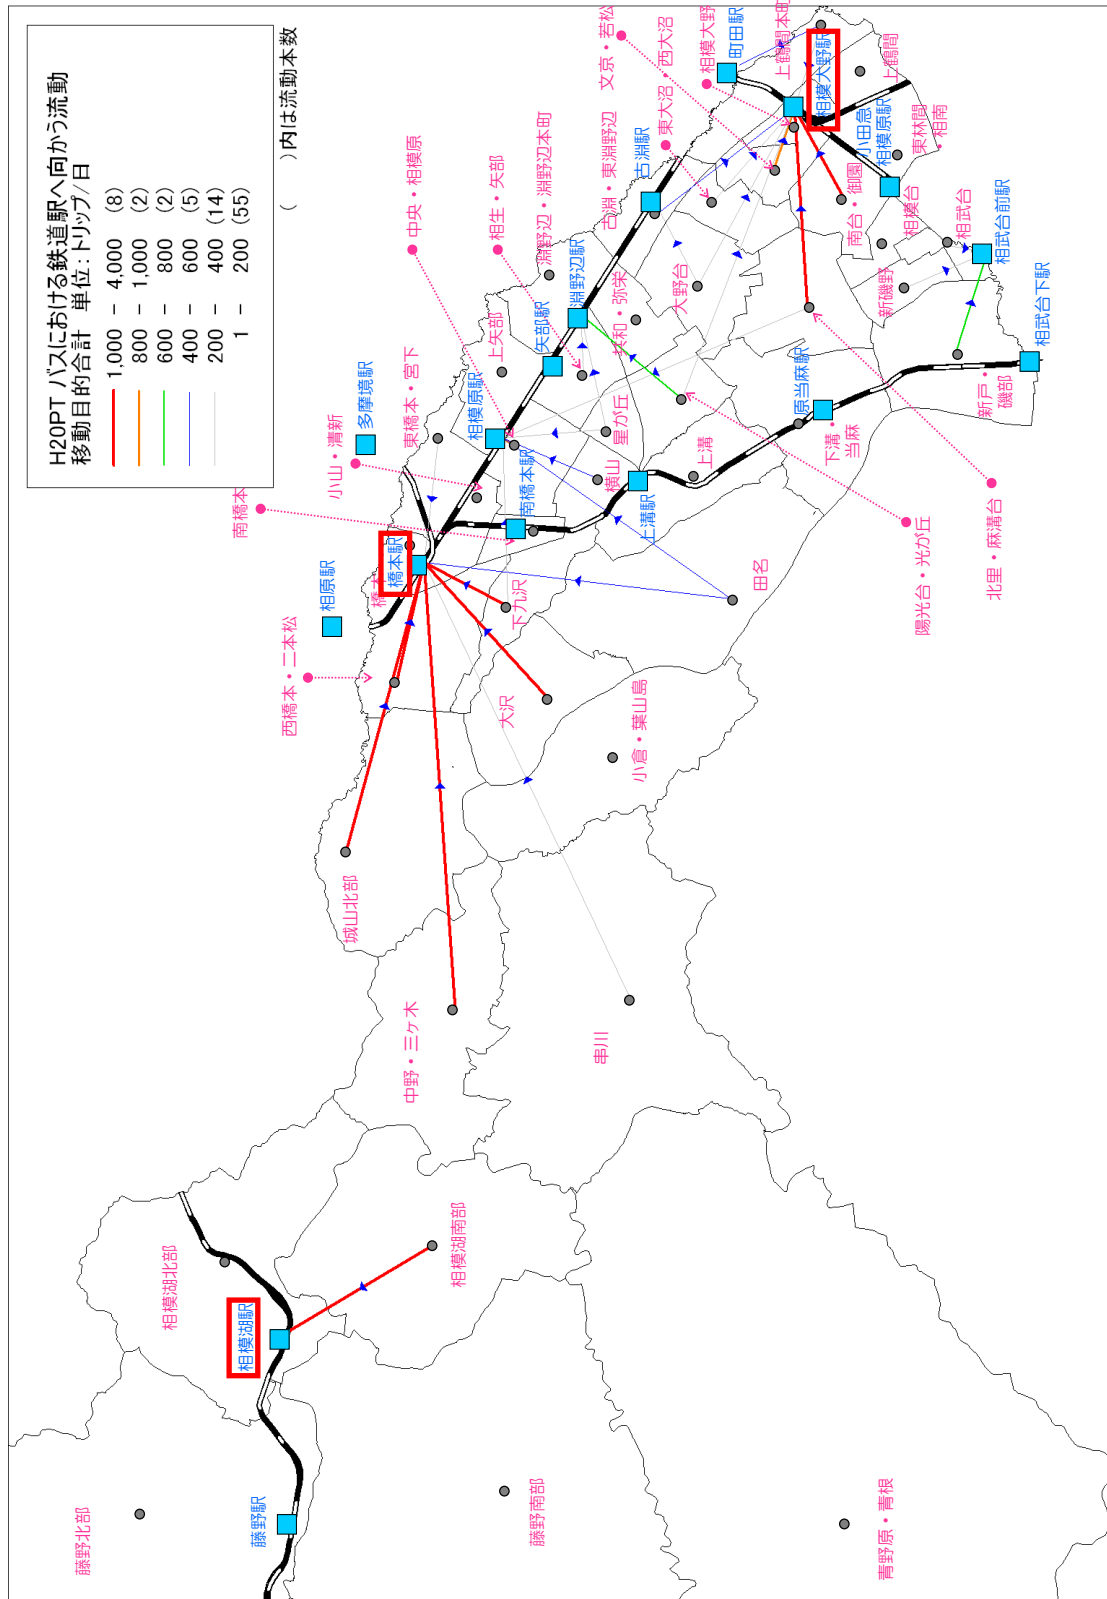 H20PT バスにおける鉄道駅へ向かう流動
移動目的合計 単位：トリップ/日
1,000 － 4,000 (8)
800 － 1,000 (2)
600 － 800 (2)
400 － 600 (5)
200 － 400 (14)
1 － 200 (55)
(　)内は流動本数
藤野北部
藤野駅
藤野南部
青野原・青根
相模湖北部
相模湖駅
相模湖南部
中野・三ヶ木
串川
城山北部
小倉・葉山島
西橋本・二本松
相原駅
橋本駅
大沢
下九沢
田名
南橋本
小山・清新
多摩境駅
東橋本・宮下
南橋本駅
相模原駅
中央・相模原
上矢部
矢部駅
横山
星が丘
上溝駅
上溝
相生・矢部
淵野辺・淵野辺本町
淵野辺駅
共和・弥栄
古淵・東淵野辺
古淵駅
大野台
東大沼・西大沼
文京・若松
相模大野
町田駅
上鶴間本町
相模大野駅
上鶴間
小田急
相模原駅
東林間
・相南
南台・御園
相模台
相武台
新磯野
相武台前駅
相武台下駅
新戸・
磯部
原当麻駅
下溝・
当麻
北里・麻溝台
陽光台・光が丘